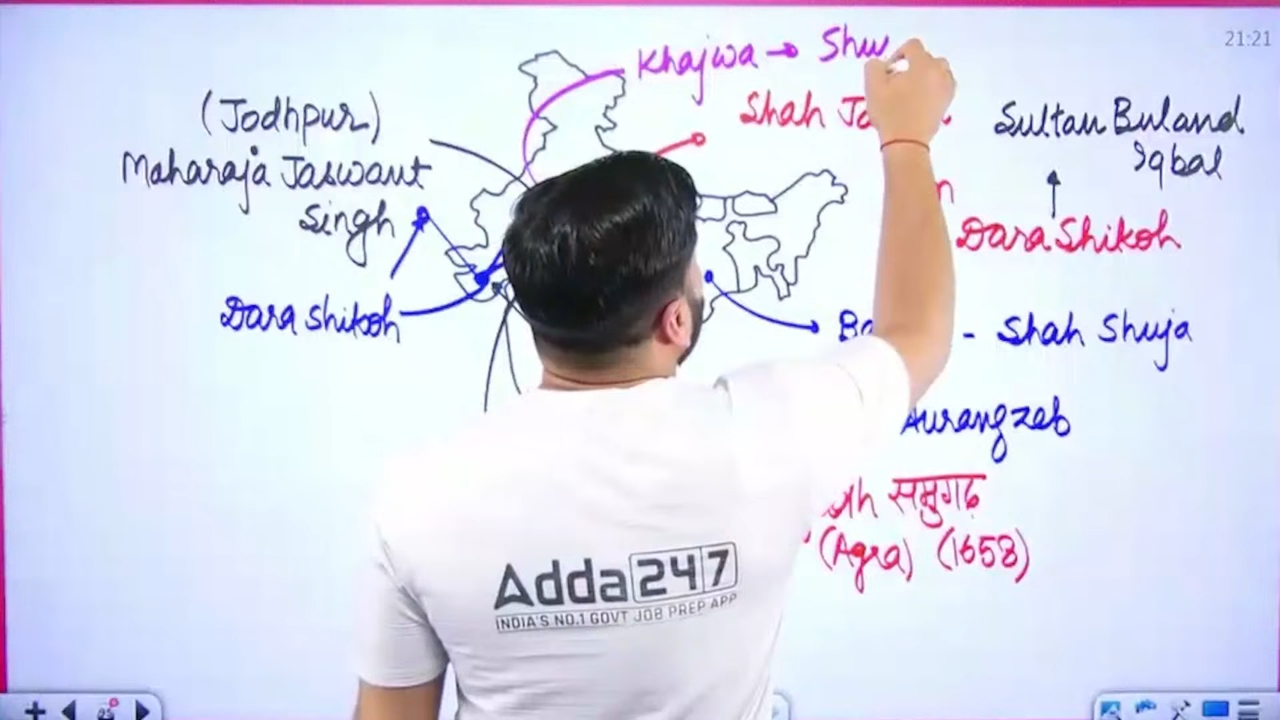 21:21
Khajwa → Shu
Shah
(Jodhpur)
Maharaja Jaswant
Singh
Sultan Buland
Iqbal
Dara Shikoh
Dara Shikoh
- Shah Shuja
Aurangzeb
समुगढ़
(Agra) (1658)
Adda247
INDIA'S NO.1 GOVT JOB PREP APP